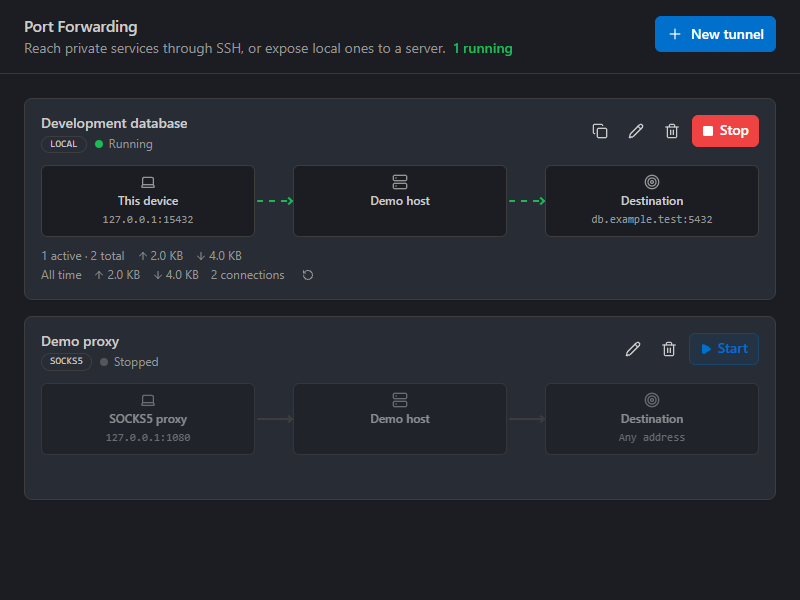 Port Forwarding
Reach private services through SSH, or expose local ones to a server. 1 running
New tunnel
Development database
LOCAL Running
Stop
This device
127.0.0.1:15432
Demo host
Destination
db.example.test:5432
1 active · 2 total ↑ 2.0 KB ↓ 4.0 KB
All time ↑ 2.0 KB ↓ 4.0 KB 2 connections
Demo proxy
SOCKS5 Stopped
Start
SOCKS5 proxy
127.0.0.1:1080
Demo host
Destination
Any address